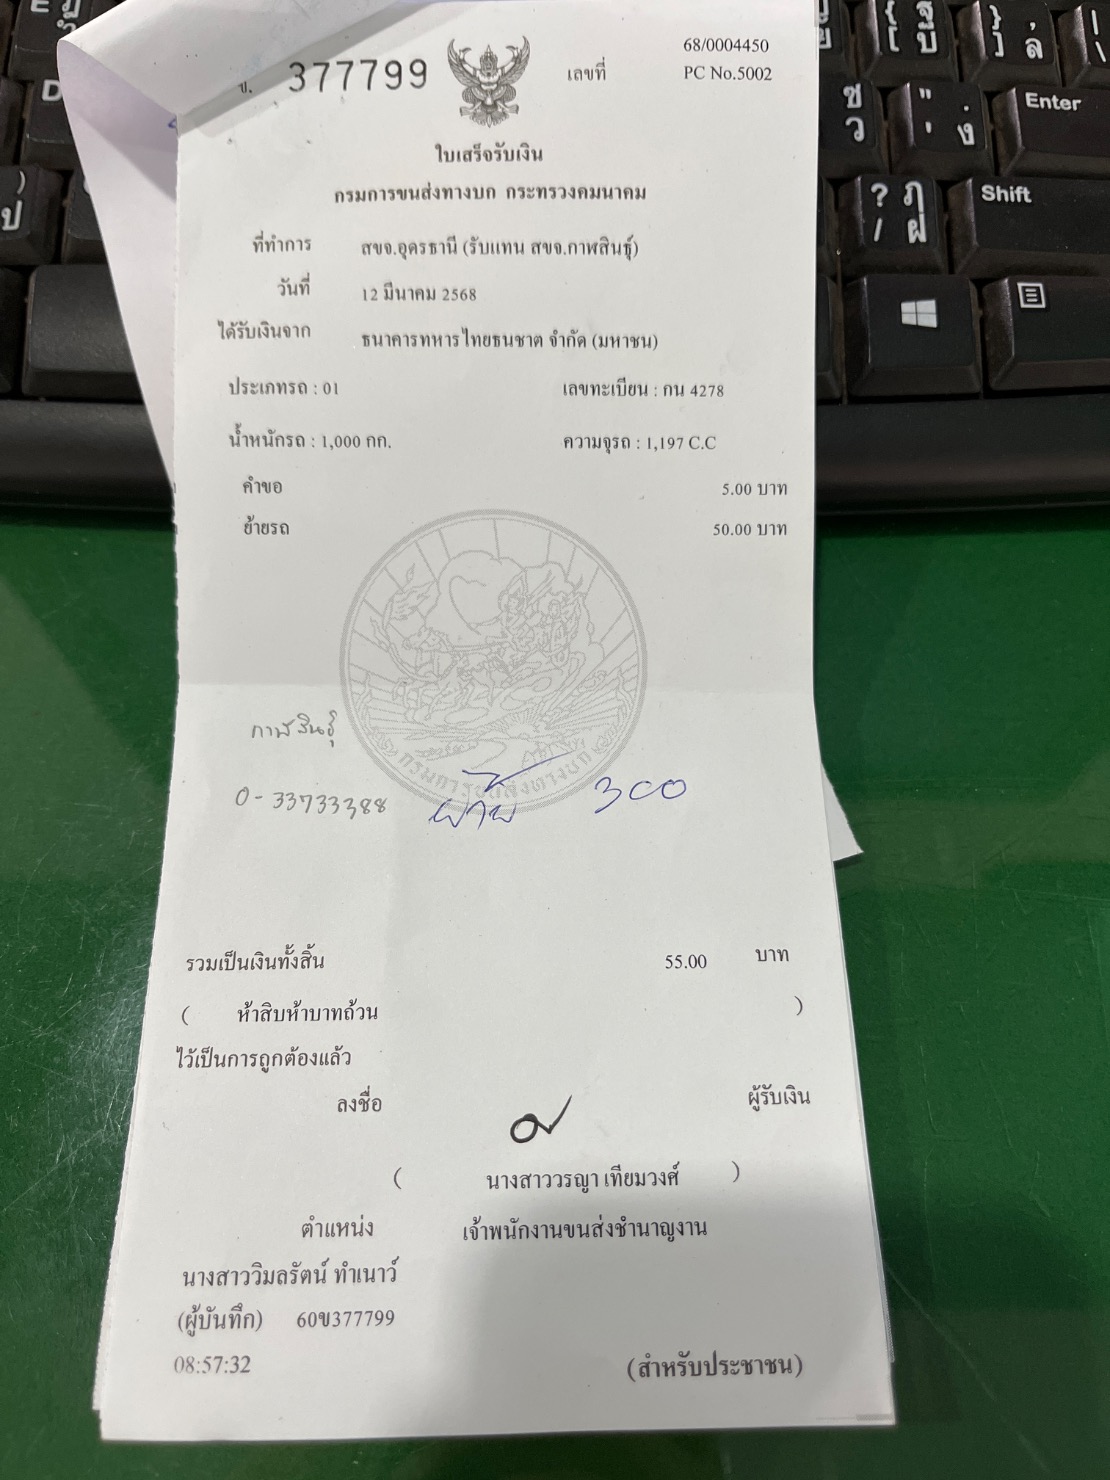 ข. 377799
เลขที่ 68/0004450
PC No.5002
ใบเสร็จรับเงิน
กรมการขนส่งทางบก กระทรวงคมนาคม
ที่ทำการ สขจ.อุดรธานี (รับแทน สขจ.กาฬสินธุ์)
วันที่ 12 มีนาคม 2568
ได้รับเงินจาก ธนาคารทหารไทยธนชาต จำกัด (มหาชน)
ประเภทรถ : 01 เลขทะเบียน : กน 4278
น้ำหนักรถ : 1,000 กก. ความจุรถ : 1,197 C.C
คำขอ 5.00 บาท
ย้ายรถ 50.00 บาท
กรมการขนส่งทางบก
กาฬสินธุ์
0-33733388 300
รวมเป็นเงินทั้งสิ้น 55.00 บาท
( ห้าสิบห้าบาทถ้วน )
ไว้เป็นการถูกต้องแล้ว
ลงชื่อ ผู้รับเงิน
( นางสาววรญา เทียมวงศ์ )
ตำแหน่ง เจ้าพนักงานขนส่งชำนาญงาน
นางสาววิมลรัตน์ ทำเนาว์
(ผู้บันทึก) 60ข377799
08:57:32
(สำหรับประชาชน)
Enter
Shift